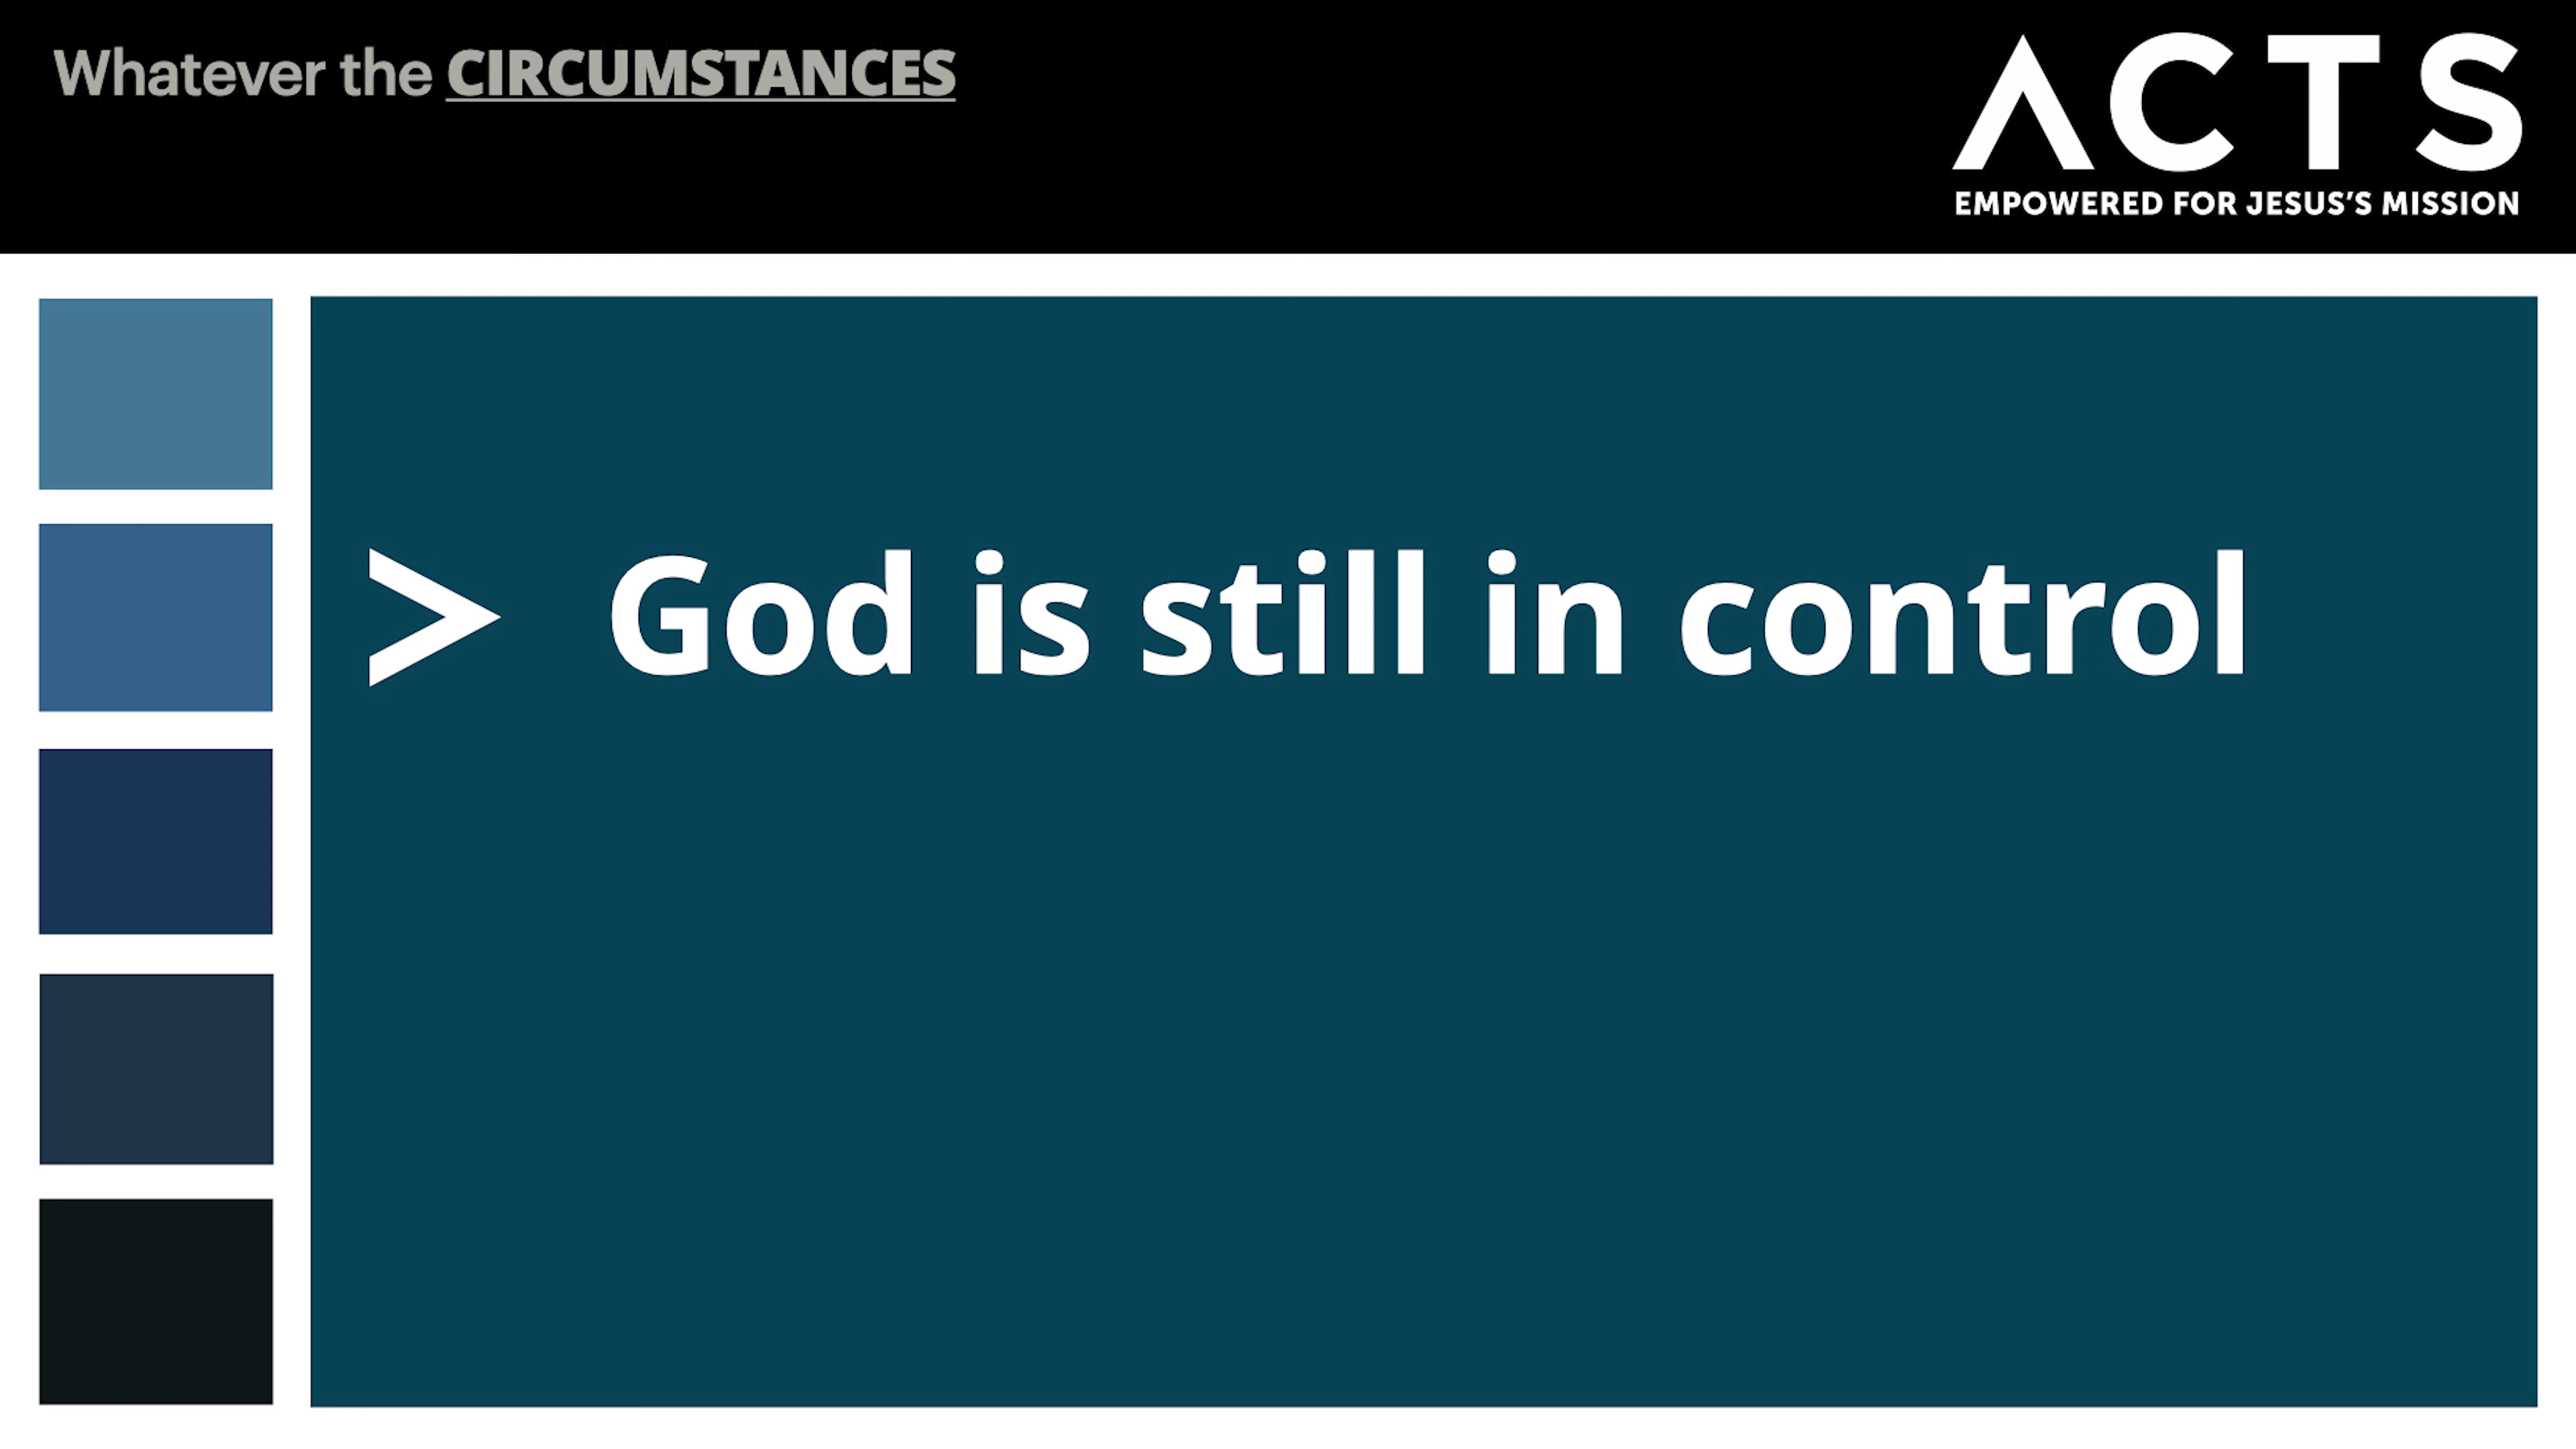 Whatever the CIRCUMSTANCES
ACTS
EMPOWERED FOR JESUS'S MISSION
> God is still in control